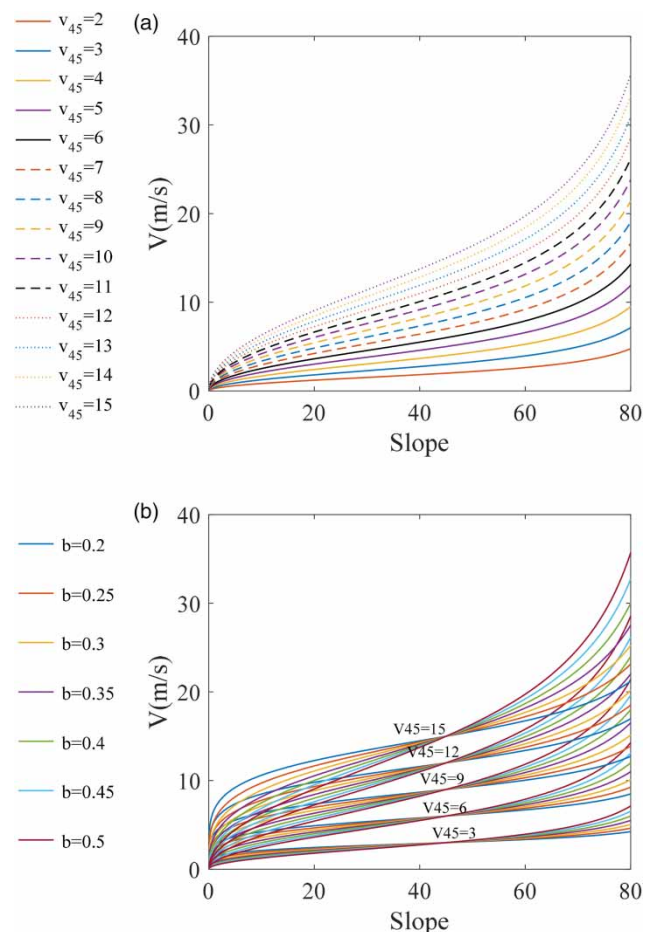 (a)
v45=2
v45=3
v45=4
v45=5
v45=6
v45=7
v45=8
v45=9
v45=10
v45=11
v45=12
v45=13
v45=14
v45=15
V(m/s)
40
30
20
10
0
0 20 40 60 80
Slope
(b)
b=0.2
b=0.25
b=0.3
b=0.35
b=0.4
b=0.45
b=0.5
V(m/s)
40
30
20
10
0
V45=15
V45=12
V45=9
V45=6
V45=3
0 20 40 60 80
Slope